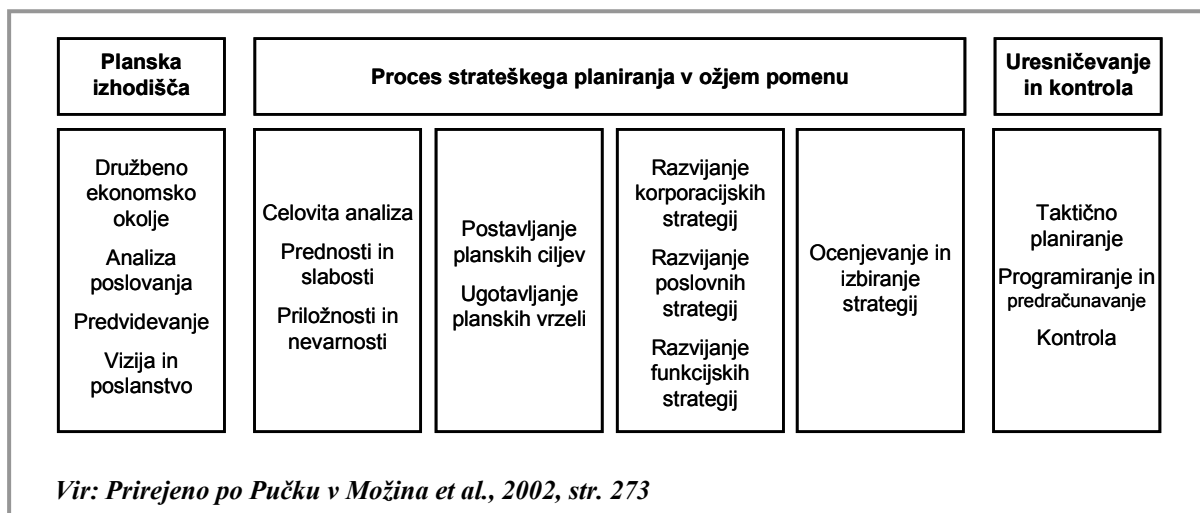 Planska
izhodišča
Proces strateškega planiranja v ožjem pomenu
Uresničevanje
in kontrola
Družbeno
ekonomsko
okolje
Analiza
poslovanja
Predvidevanje
Vizija in
poslanstvo
Celovita analiza
Prednosti in
slabosti
Priložnosti in
nevarnosti
Postavljanje
planskih ciljev
Ugotavljanje
planskih vrzeli
Razvijanje
korporacijskih
strategij
Razvijanje
poslovnih
strategij
Razvijanje
funkcijskih
strategij
Ocenjevanje in
izbiranje
strategij
Taktično
planiranje
Programiranje in
predračunavanje
Kontrola
Vir: Prirejeno po Pučku v Možina et al., 2002, str. 273